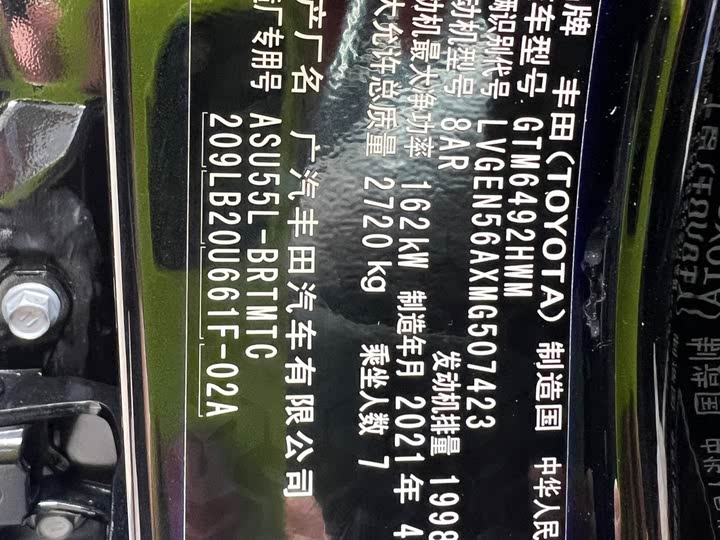 牌 丰田(TOYOTA) 制造国 中华人民
车型号 GTM6492HWM
辆识别代号 LVGEN56AXMG507423
动机型号 8AR 发动机排量 1998
动机最大净功率 162kW 制造年月 2021年 4
大允许总质量 2720kg 乘坐人数 7
产厂名 广汽丰田汽车有限公司
厂专用号 ASU55L-BRTMTC
209LB20U661F-02A